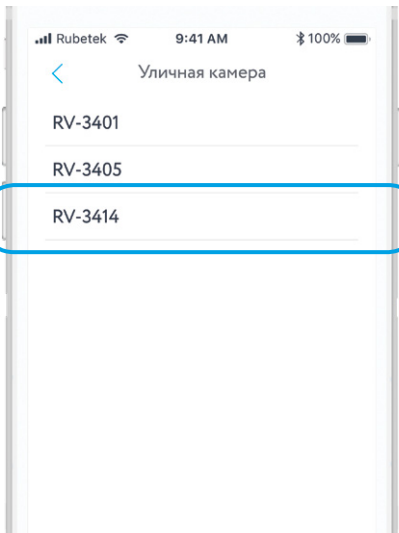 Rubetek 9:41 AM 100%
Уличная камера
RV-3401
RV-3405
RV-3414